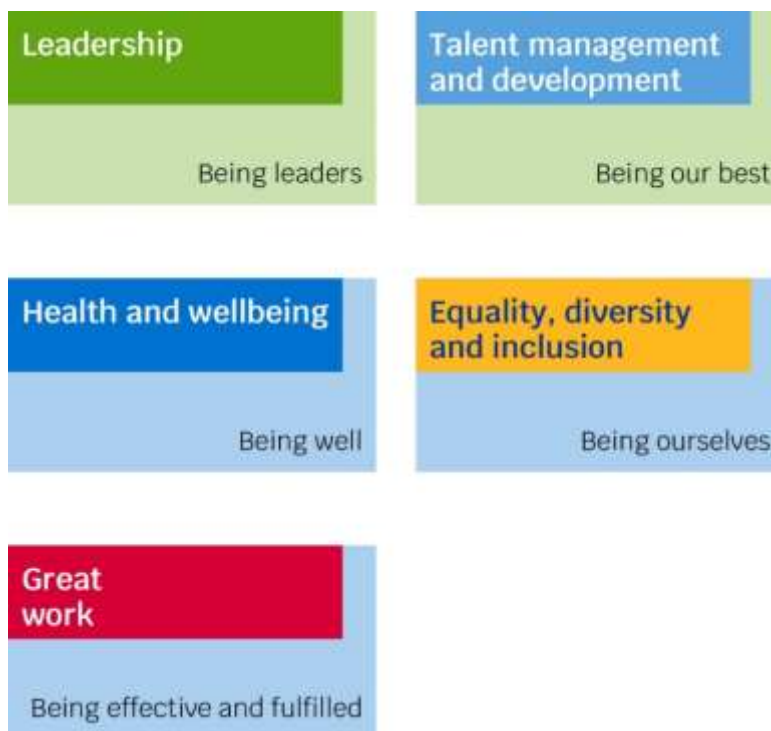 Leadership
Being leaders
Talent management
and development
Being our best
Health and wellbeing
Being well
Equality, diversity
and inclusion
Being ourselves
Great
work
Being effective and fulfilled